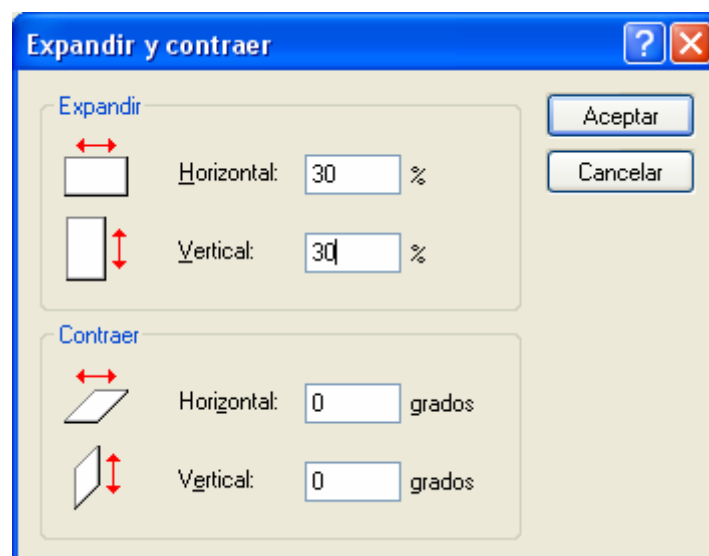 Expandir y contraer
Expandir
Aceptar
Horizontal: 30 %
Cancelar
Vertical: 30 %
Contraer
Horizontal: 0 grados
Vertical: 0 grados